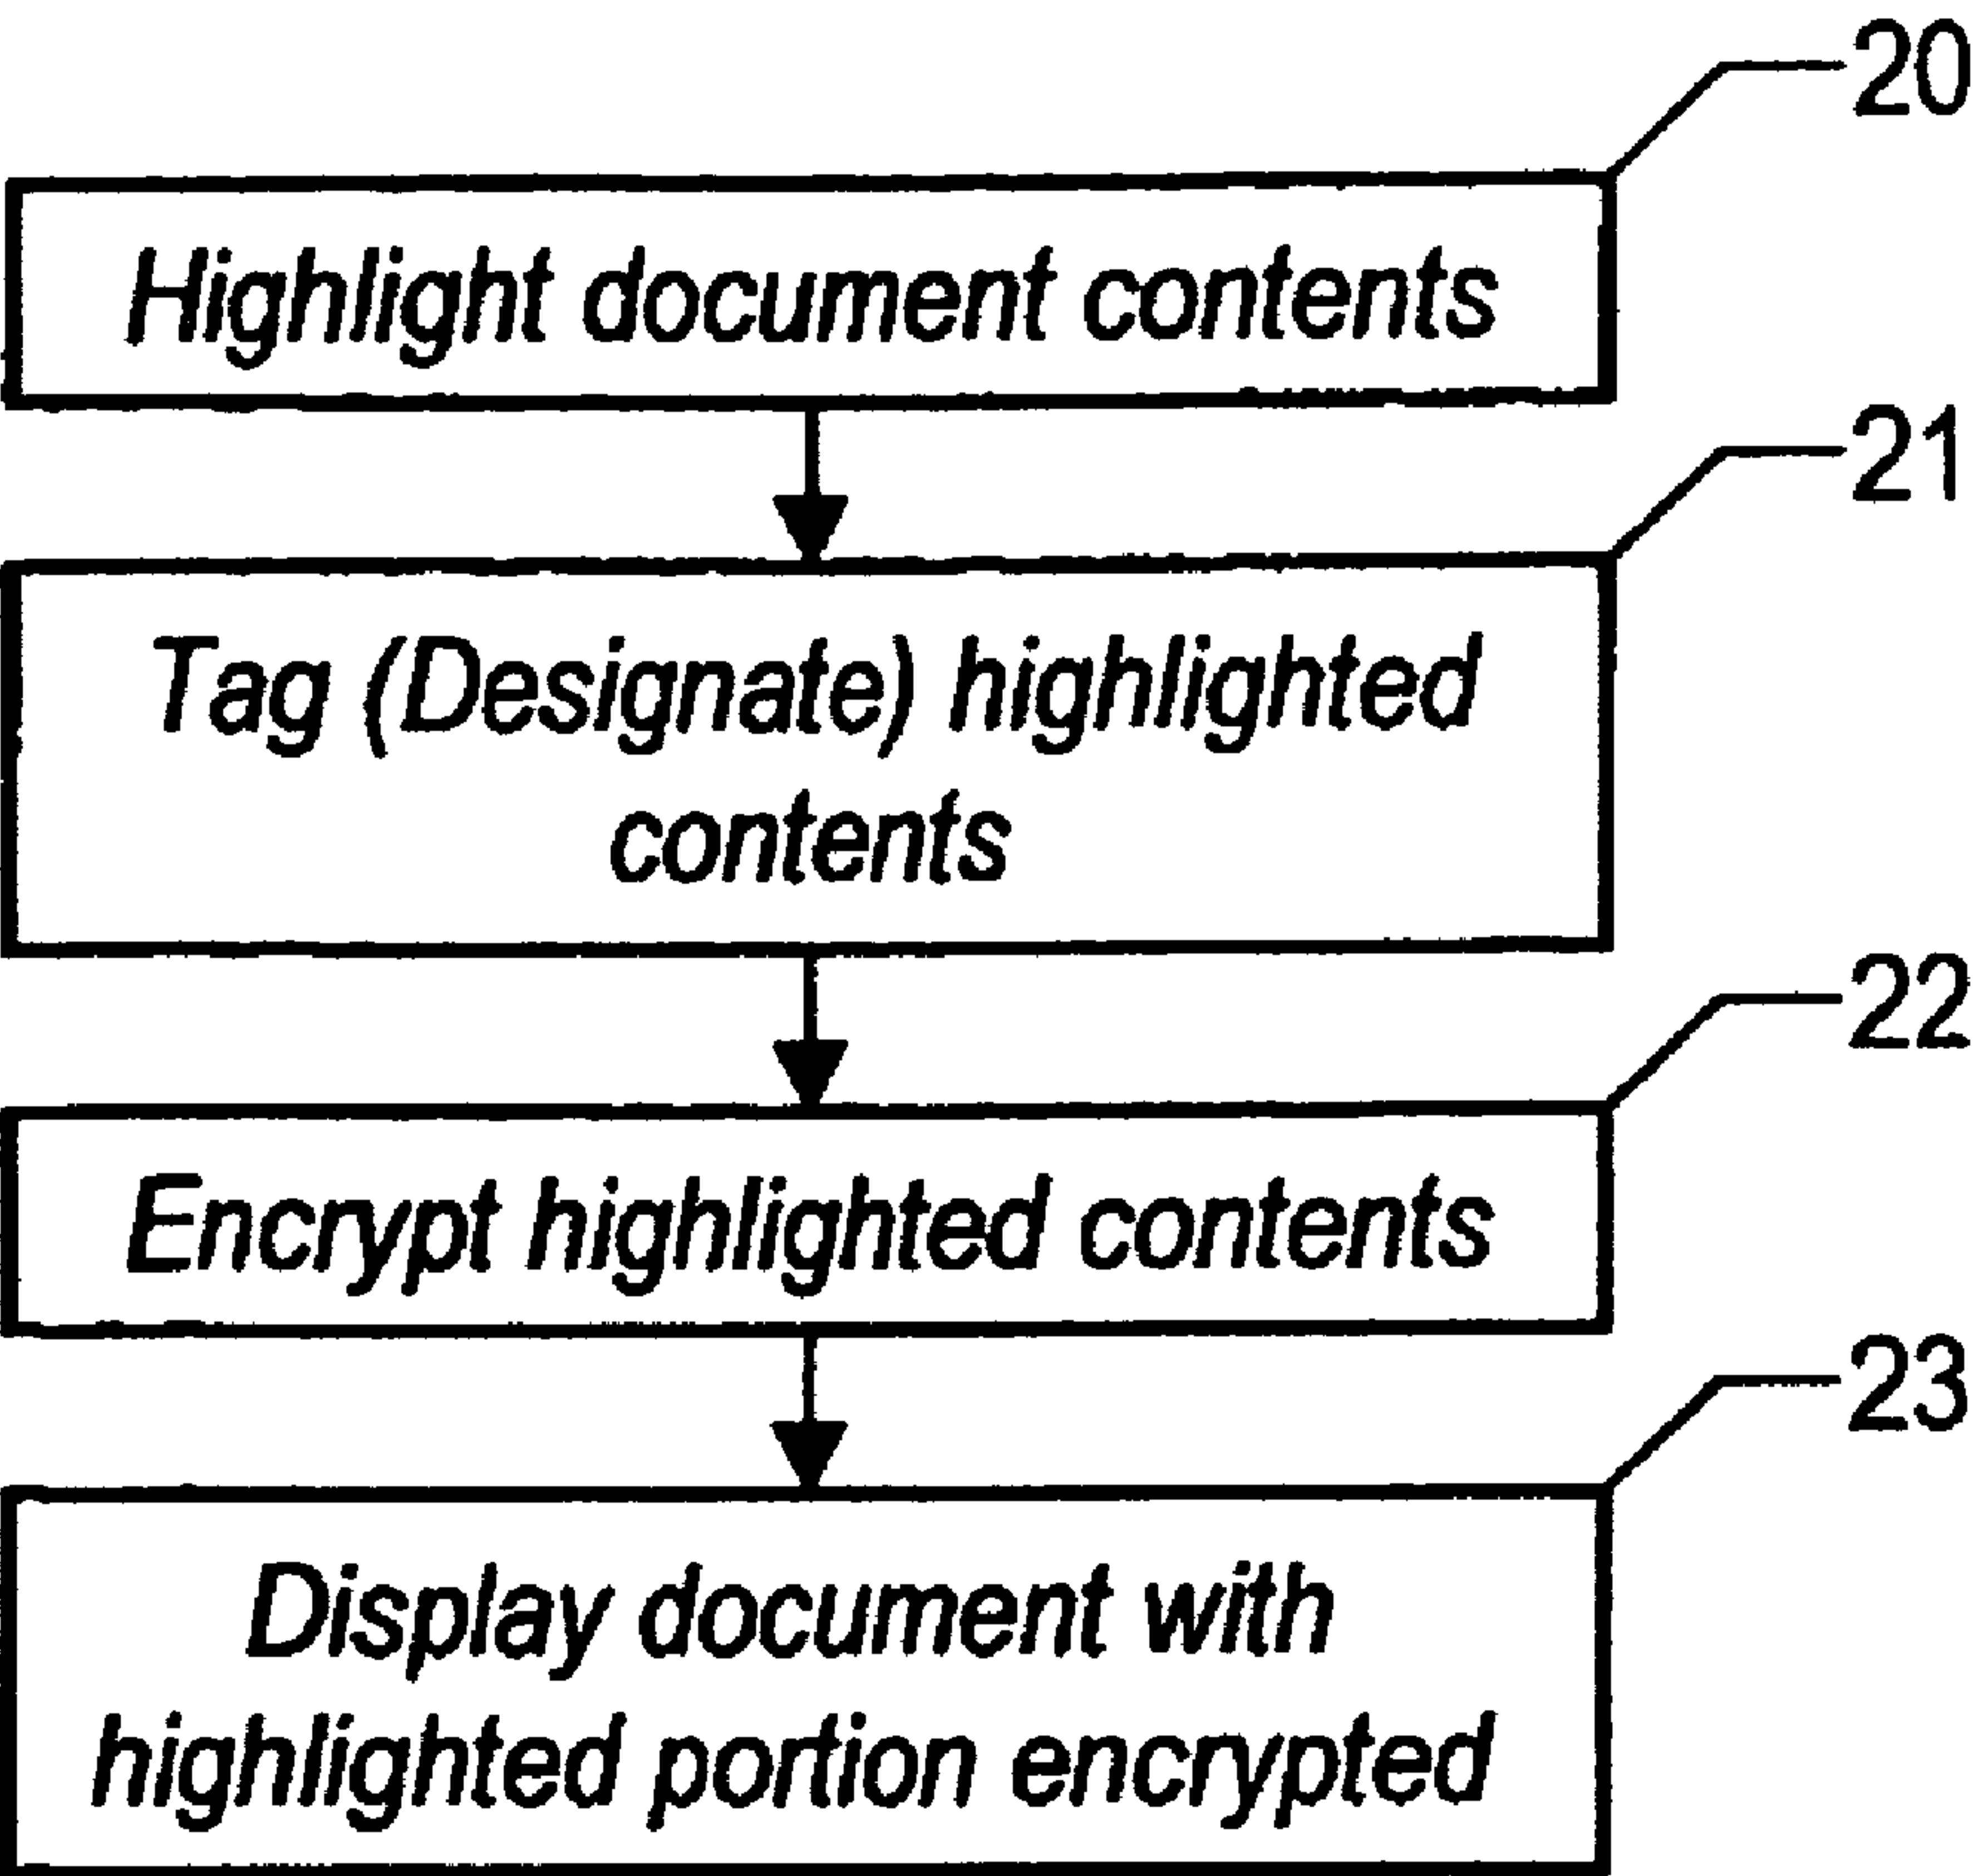 20
Highlight document contents
21
Tag (Designate) highlighted
contents
22
Encrypt highlighted contents
23
Display document with
highlighted portion encrypted